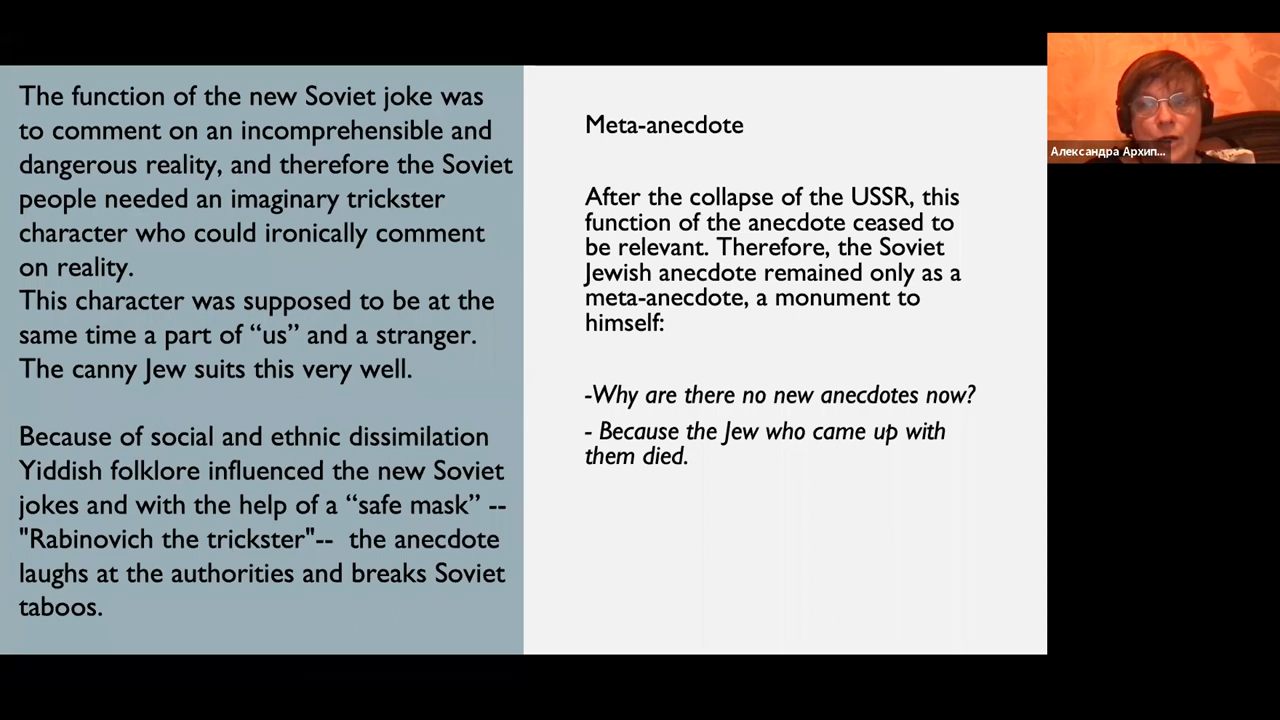 The function of the new Soviet joke was
to comment on an incomprehensible and
dangerous reality, and therefore the Soviet
people needed an imaginary trickster
character who could ironically comment
on reality.
This character was supposed to be at the
same time a part of “us” and a stranger.
The canny Jew suits this very well.
Because of social and ethnic dissimilation
Yiddish folklore influenced the new Soviet
jokes and with the help of a “safe mask” --
"Rabinovich the trickster"-- the anecdote
laughs at the authorities and breaks Soviet
taboos.
Meta-anecdote
After the collapse of the USSR, this
function of the anecdote ceased to
be relevant. Therefore, the Soviet
Jewish anecdote remained only as a
meta-anecdote, a monument to
himself:
-Why are there no new anecdotes now?
- Because the Jew who came up with
them died.
Александра Архип...